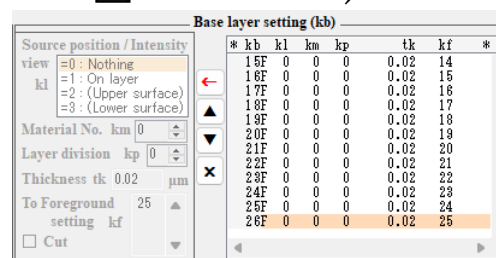 Base layer setting (kb)
Source position / Intensity
view
kl
=0 : Nothing
=1 : On layer
=2 : (Upper surface)
=3 : (Lower surface)
Material No. km 0
Layer division kp 0
Thickness tk 0.02 μm
To Foreground 25
setting kf
Cut
* kb kl km kp tk kf *
15F 0 0 0 0.02 14
16F 0 0 0 0.02 15
17F 0 0 0 0.02 16
18F 0 0 0 0.02 17
19F 0 0 0 0.02 18
20F 0 0 0 0.02 19
21F 0 0 0 0.02 20
22F 0 0 0 0.02 21
23F 0 0 0 0.02 22
24F 0 0 0 0.02 23
25F 0 0 0 0.02 24
26F 0 0 0 0.02 25